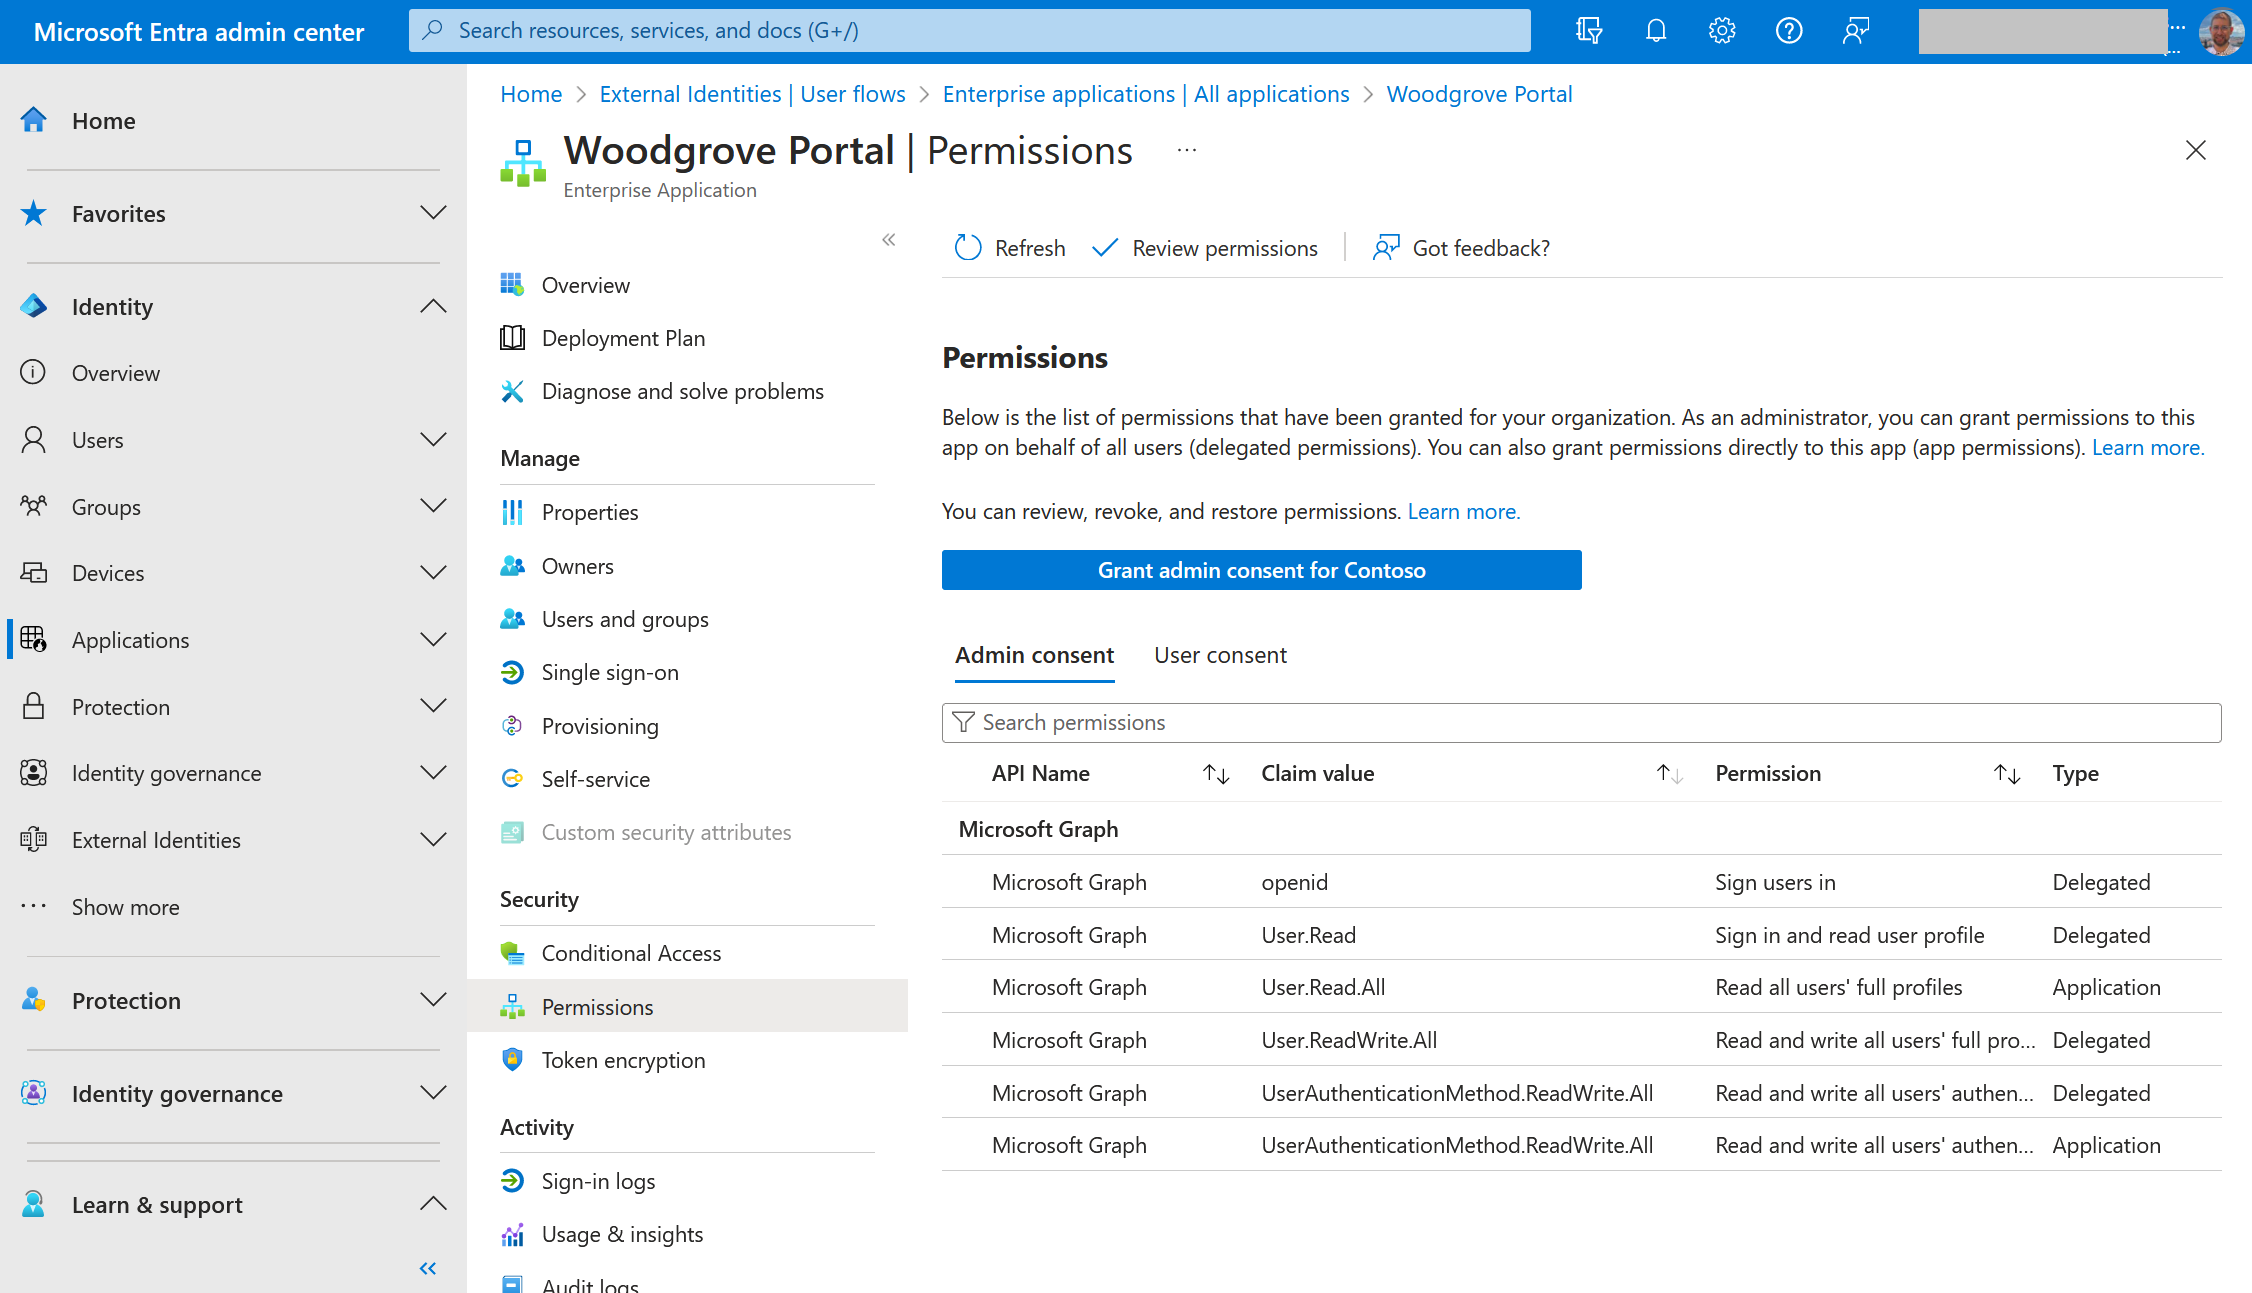 Microsoft Entra admin center
Search resources, services, and docs (G+/)
Home
Favorites
Identity
Overview
Users
Groups
Devices
Applications
Protection
Identity governance
External Identities
Show more
Protection
Identity governance
Learn & support
Home > External Identities | User flows > Enterprise applications | All applications > Woodgrove Portal
Woodgrove Portal | Permissions ...
Enterprise Application
Overview
Deployment Plan
Diagnose and solve problems
Manage
Properties
Owners
Users and groups
Single sign-on
Provisioning
Self-service
Custom security attributes
Security
Conditional Access
Permissions
Token encryption
Activity
Sign-in logs
Usage & insights
Audit logs
Refresh Review permissions Got feedback?
Permissions
Below is the list of permissions that have been granted for your organization. As an administrator, you can grant permissions to this
app on behalf of all users (delegated permissions). You can also grant permissions directly to this app (app permissions). Learn more.
You can review, revoke, and restore permissions. Learn more.
Grant admin consent for Contoso
Admin consent User consent
Search permissions
API Name Claim value Permission Type
Microsoft Graph
Microsoft Graph openid Sign users in Delegated
Microsoft Graph User.Read Sign in and read user profile Delegated
Microsoft Graph User.Read.All Read all users' full profiles Application
Microsoft Graph User.ReadWrite.All Read and write all users' full pro... Delegated
Microsoft Graph UserAuthenticationMethod.ReadWrite.All Read and write all users' authen... Delegated
Microsoft Graph UserAuthenticationMethod.ReadWrite.All Read and write all users' authen... Application